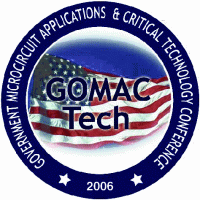 GOVERNMENT MICROCIRCUIT APPLICATIONS & CRITICAL TECHNOLOGY CONFERENCE
GOMAC
Tech
2006